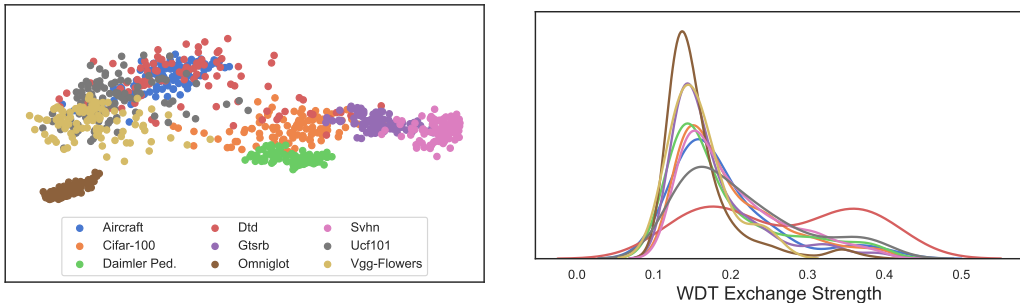 Aircraft Dtd Svhn
Cifar-100 Gtsrb Ucf101
Daimler Ped. Omniglot Vgg-Flowers
0.0 0.1 0.2 0.3 0.4 0.5
WDT Exchange Strength